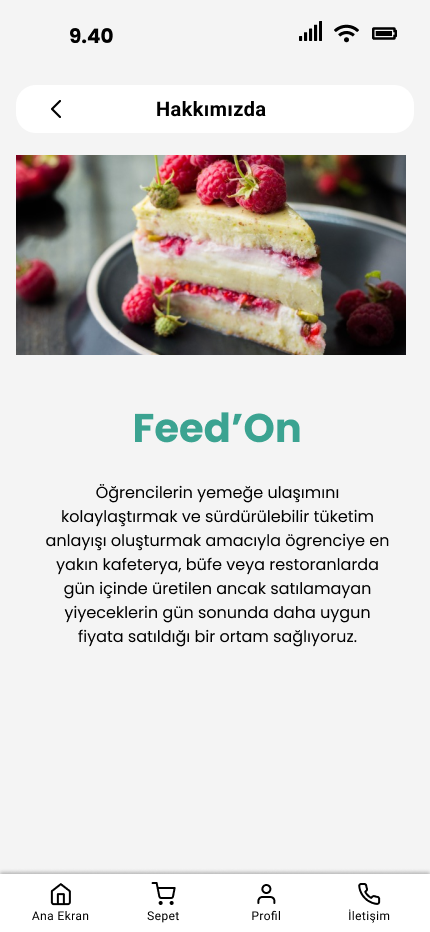 9.40
Hakkımızda
Feed’On
Öğrencilerin yemeğe ulaşımını
kolaylaştırmak ve sürdürülebilir tüketim
anlayışı oluşturmak amacıyla ögrenciye en
yakın kafeterya, büfe veya restoranlarda
gün içinde üretilen ancak satılamayan
yiyeceklerin gün sonunda daha uygun
fiyata satıldığı bir ortam sağlıyoruz.
Ana Ekran Sepet Profil İletişim